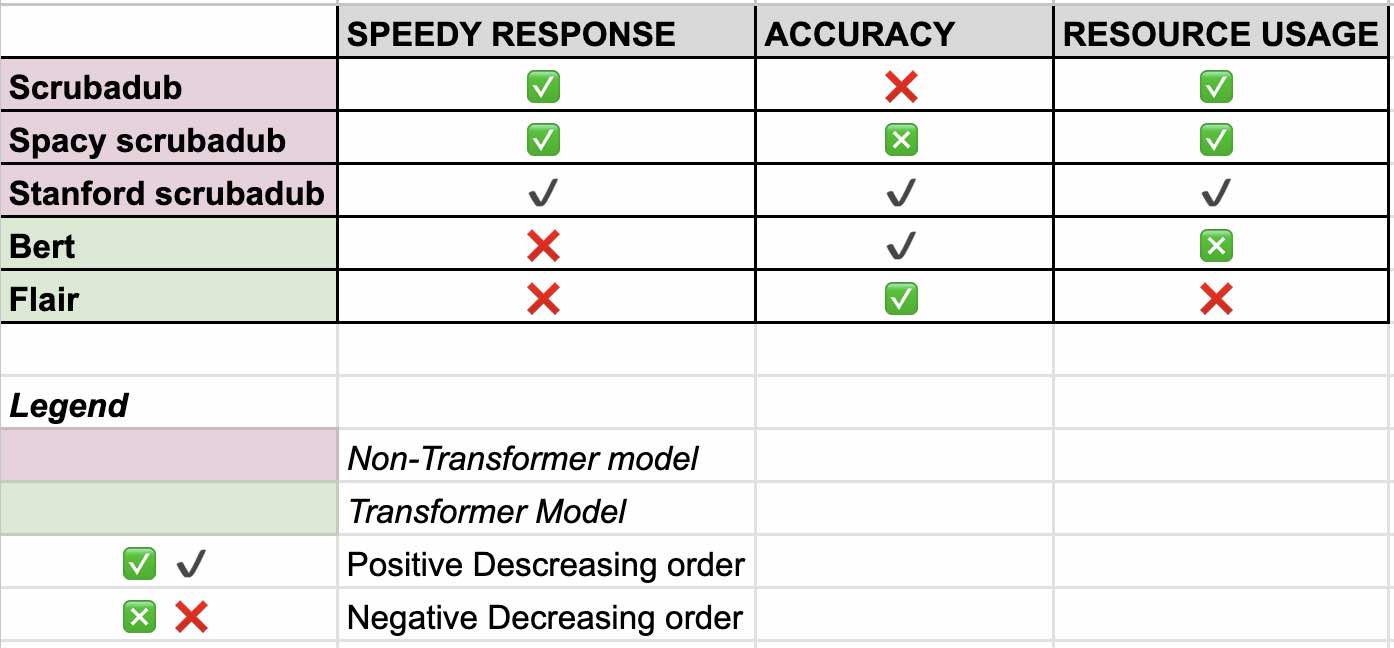 SPEEDY RESPONSE ACCURACY RESOURCE USAGE
Scrubadub ✅ ❌ ✅
Spacy scrubadub ✅ ❎ ✅
Stanford scrubadub ✔ ✔ ✔
Bert ❌ ✔ ❎
Flair ❌ ✅ ❌
Legend
Non-Transformer model
Transformer Model
✅ ✔ Positive Descreasing order
❎ ❌ Negative Decreasing order